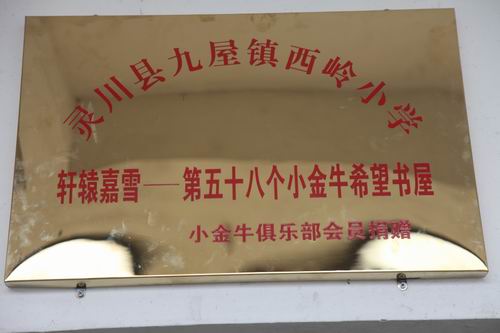 灵川县九屋镇西岭小学
轩辕嘉雪——第五十八个小金牛希望书屋
小金牛俱乐部会员捐赠